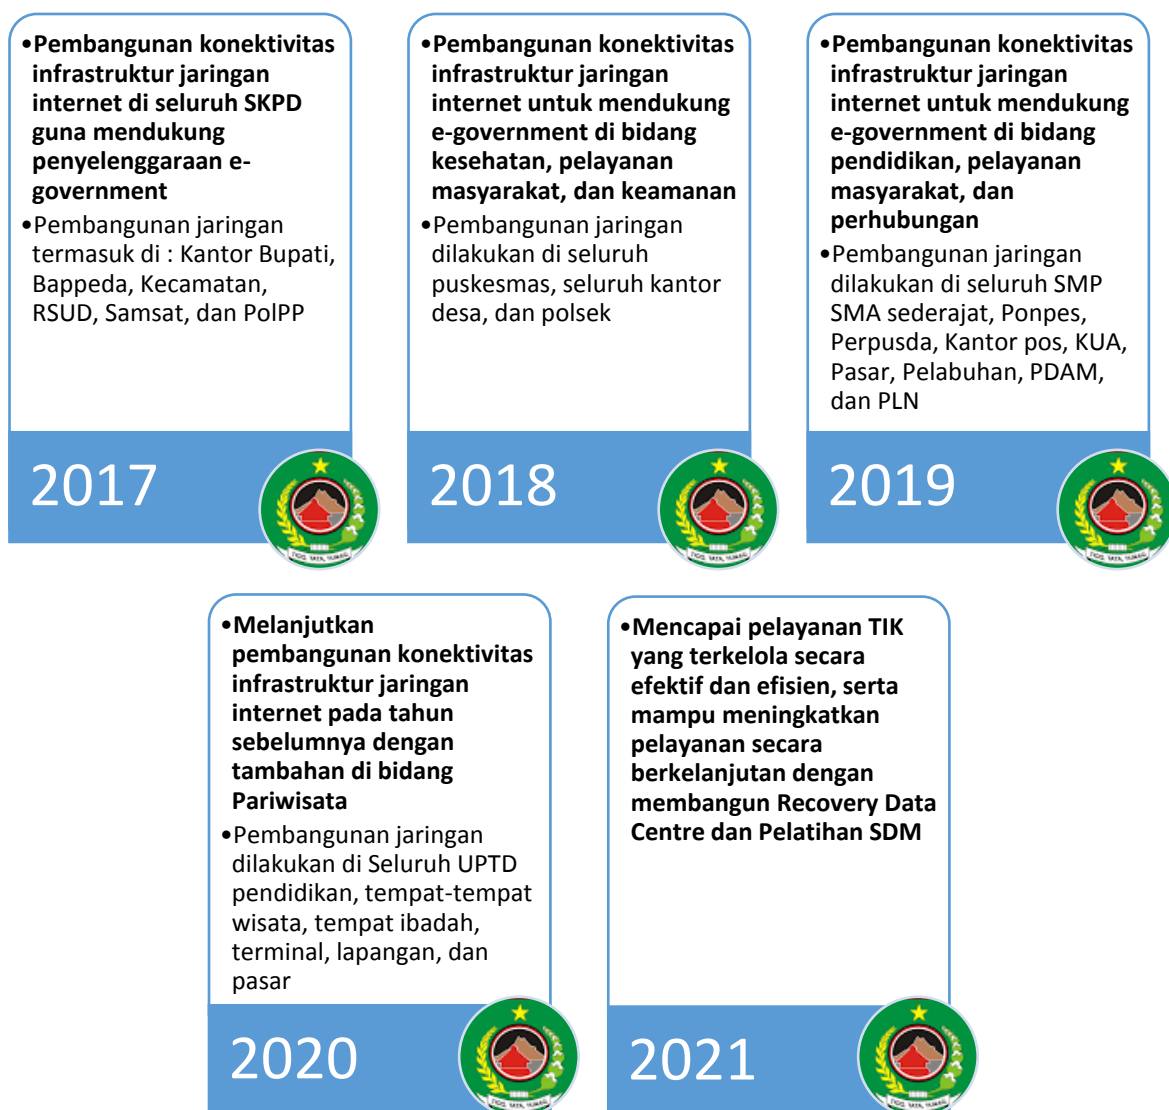 •Pembangunan konektivitas
infrastruktur jaringan
internet di seluruh SKPD
guna mendukung
penyelenggaraan e-
government
•Pembangunan jaringan
termasuk di : Kantor Bupati,
Bappeda, Kecamatan,
RSUD, Samsat, dan PolPP
2017
•Pembangunan konektivitas
infrastruktur jaringan
internet untuk mendukung
e-government di bidang
kesehatan, pelayanan
masyarakat, dan keamanan
•Pembangunan jaringan
dilakukan di seluruh
puskesmas, seluruh kantor
desa, dan polsek
2018
•Pembangunan konektivitas
infrastruktur jaringan
internet untuk mendukung
e-government di bidang
pendidikan, pelayanan
masyarakat, dan
perhubungan
•Pembangunan jaringan
dilakukan di seluruh SMP
SMA sederajat, Ponpes,
Perpusda, Kantor pos, KUA,
Pasar, Pelabuhan, PDAM,
dan PLN
2019
•Melanjutkan
pembangunan konektivitas
infrastruktur jaringan
internet pada tahun
sebelumnya dengan
tambahan di bidang
Pariwisata
•Pembangunan jaringan
dilakukan di Seluruh UPTD
pendidikan, tempat-tempat
wisata, tempat ibadah,
terminal, lapangan, dan
pasar
2020
•Mencapai pelayanan TIK
yang terkelola secara
efektif dan efisien, serta
mampu meningkatkan
pelayanan secara
berkelanjutan dengan
membangun Recovery Data
Centre dan Pelatihan SDM
2021